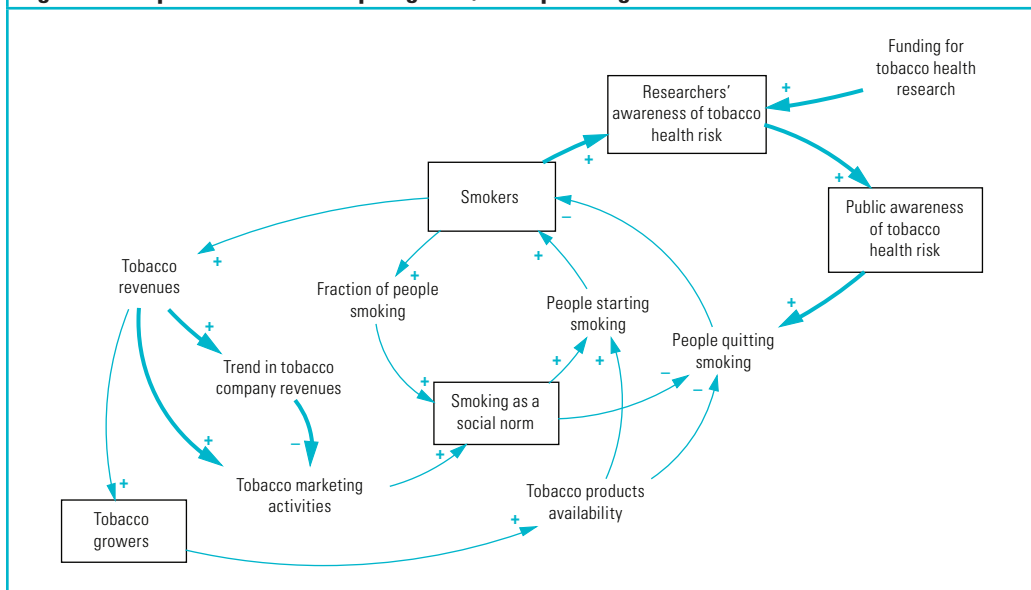 Funding for
tobacco health
research
+
Researchers'
awareness of tobacco
health risk
+
+
Public awareness
of tobacco
health risk
Smokers
–
+
+
Tobacco
revenues
+
Fraction of people
smoking
+
People starting
smoking
+
People quitting
smoking
+
Trend in tobacco
company revenues
+
+
–
–
+
Smoking as a
social norm
–
+
+
Tobacco marketing
activities
+
Tobacco products
availability
+
Tobacco
growers